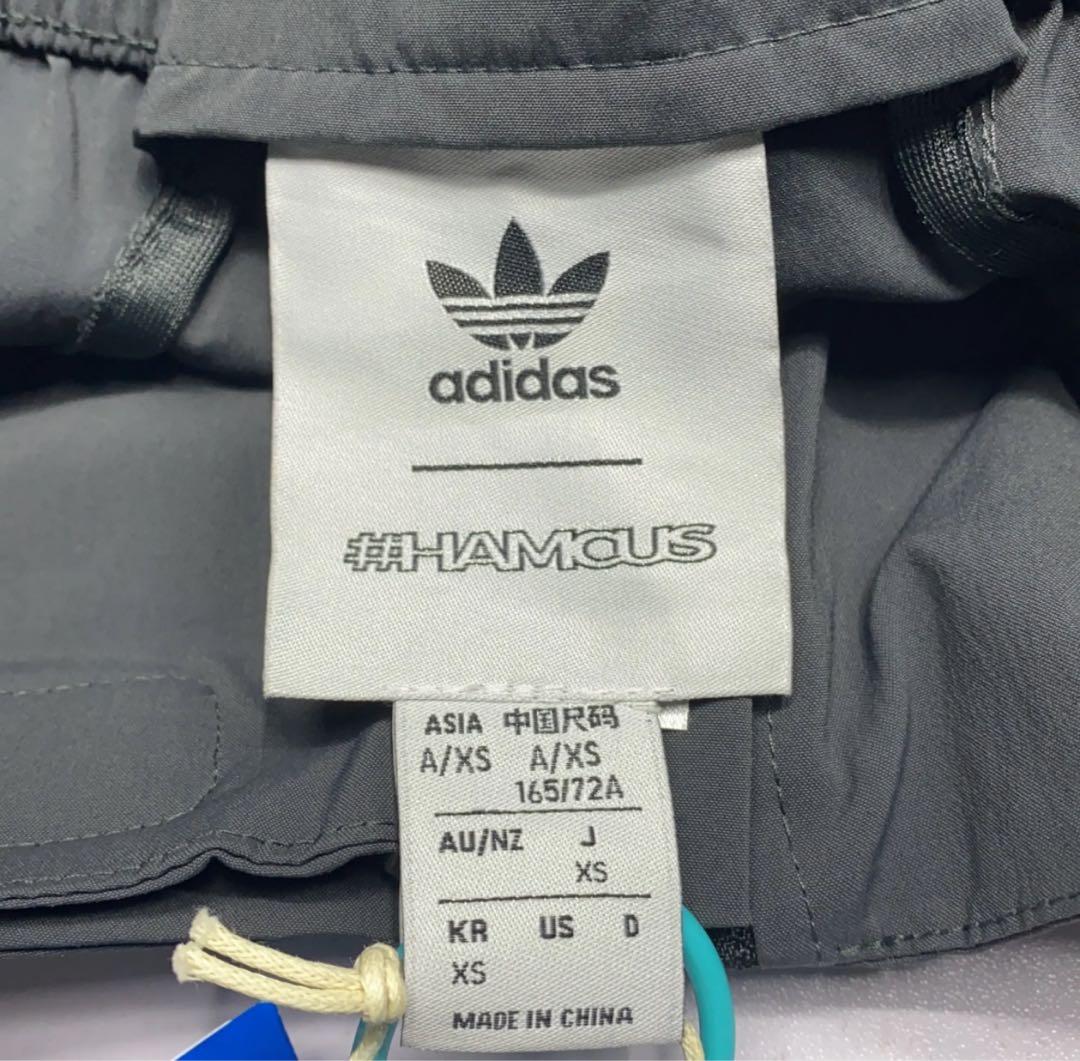 adidas
#HAMCUS
ASIA 中国尺码
A/XS A/XS
165/72A
AU/NZ J
XS
KR US D
XS
MADE IN CHINA